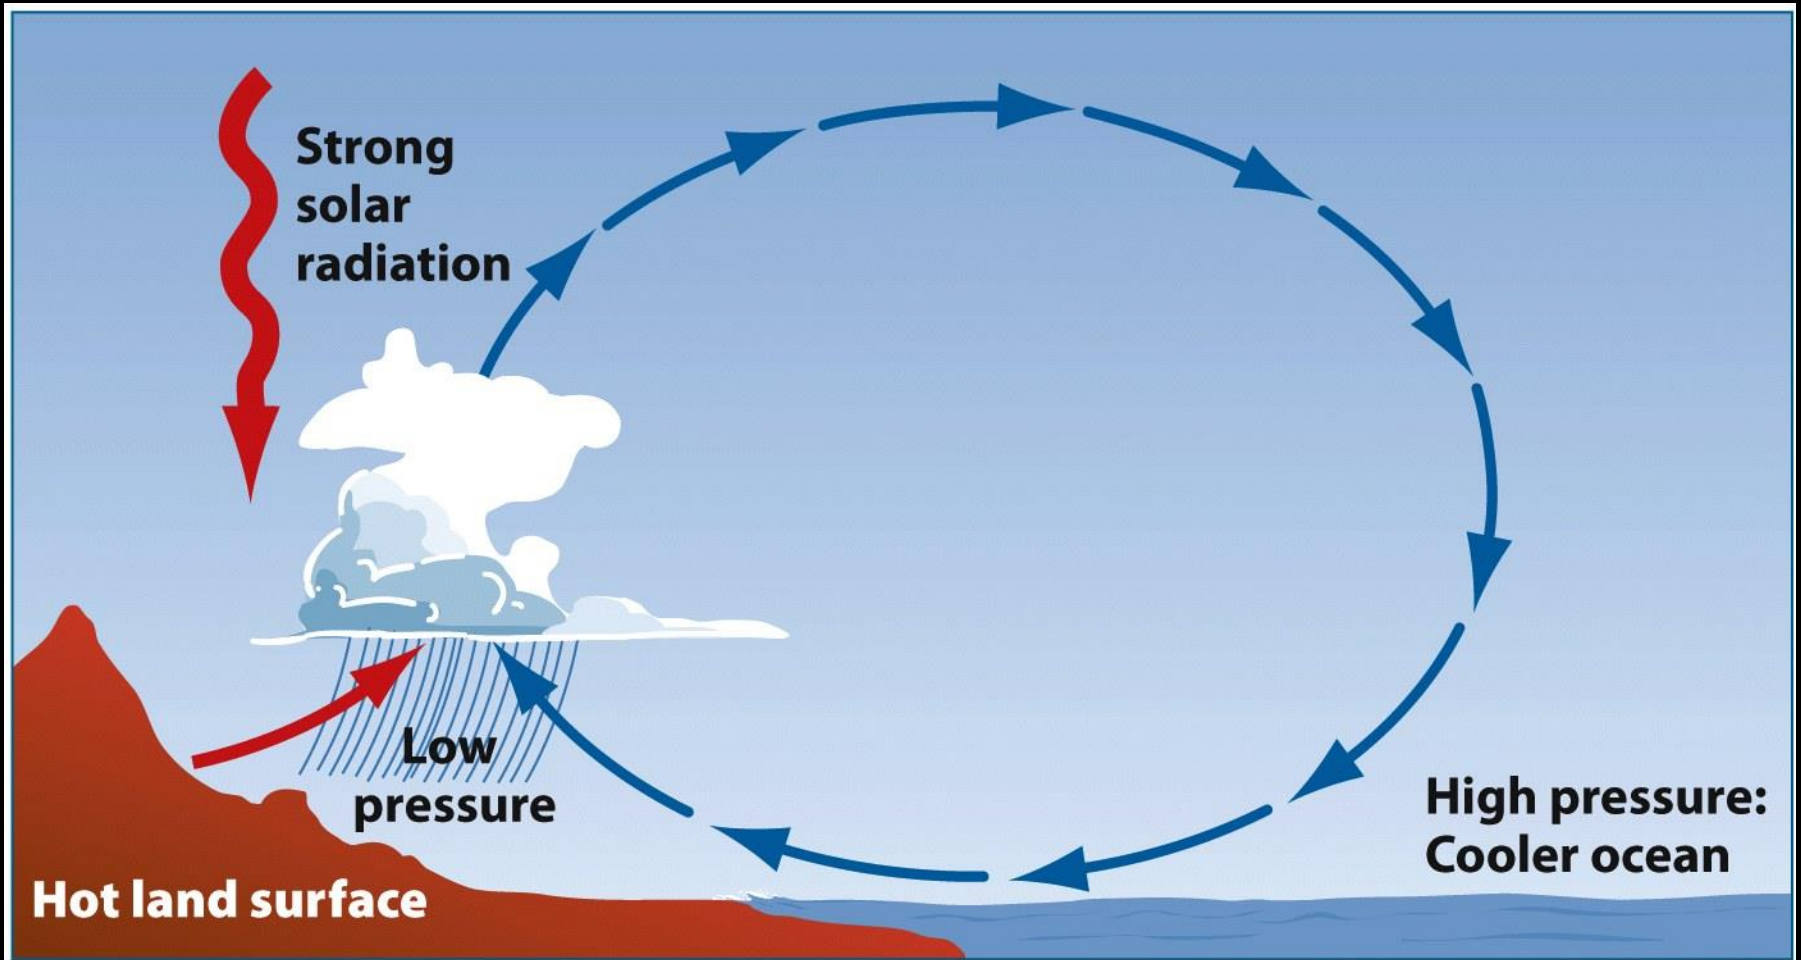 Strong
solar
radiation
Low
pressure
High pressure:
Cooler ocean
Hot land surface